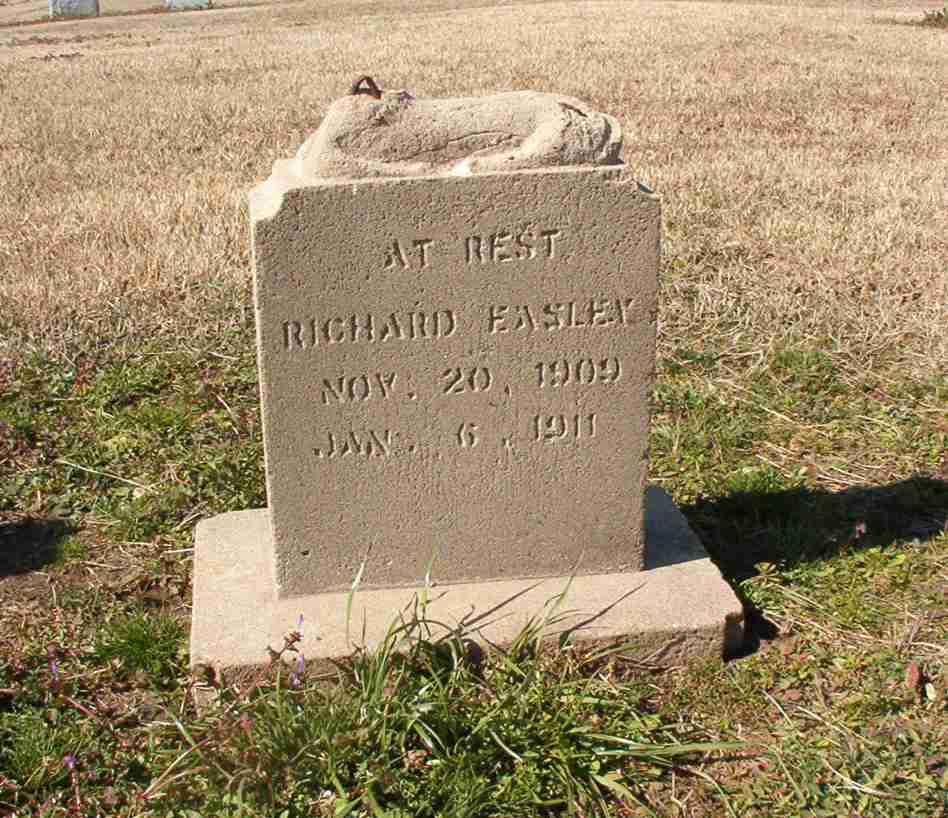 AT REST
RICHARD EASLEY
NOV. 20, 1909
JAN. 6, 1911